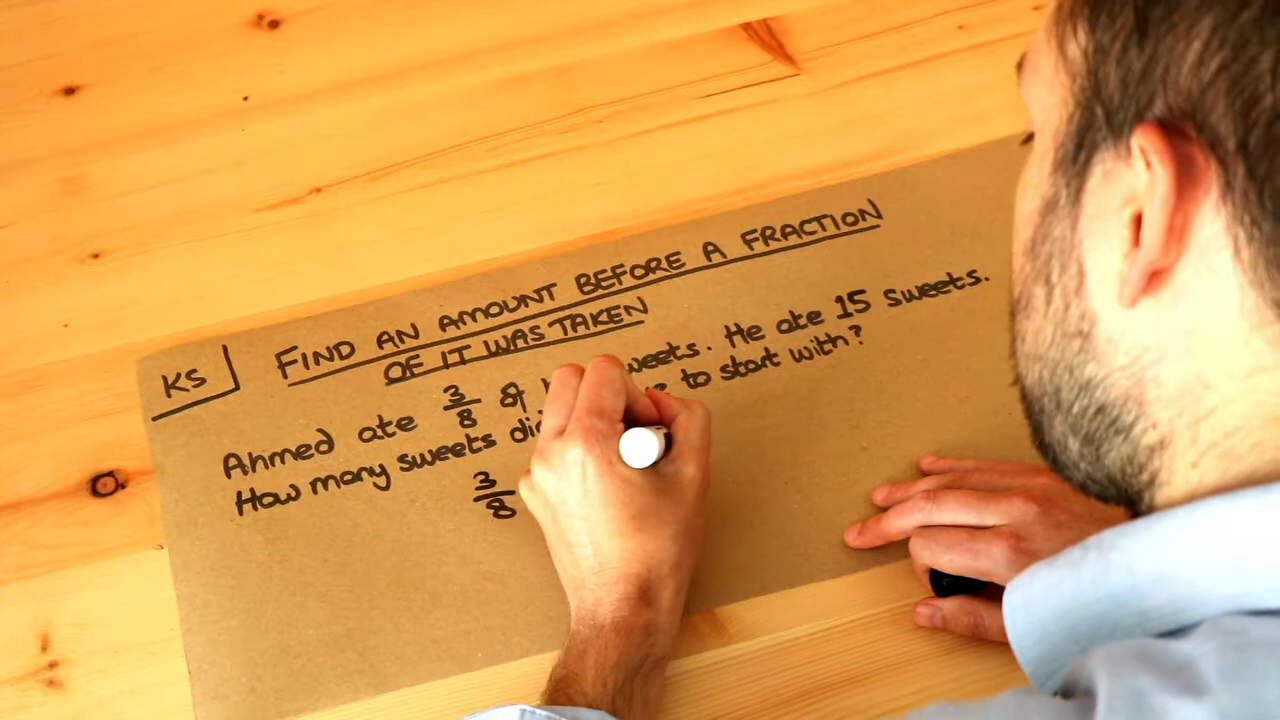 KS
FIND AN AMOUNT BEFORE A FRACTION
OF IT WAS TAKEN
Ahmed ate 3/8 of sweets. He ate 15 sweets.
How many sweets did to start with?
3/8